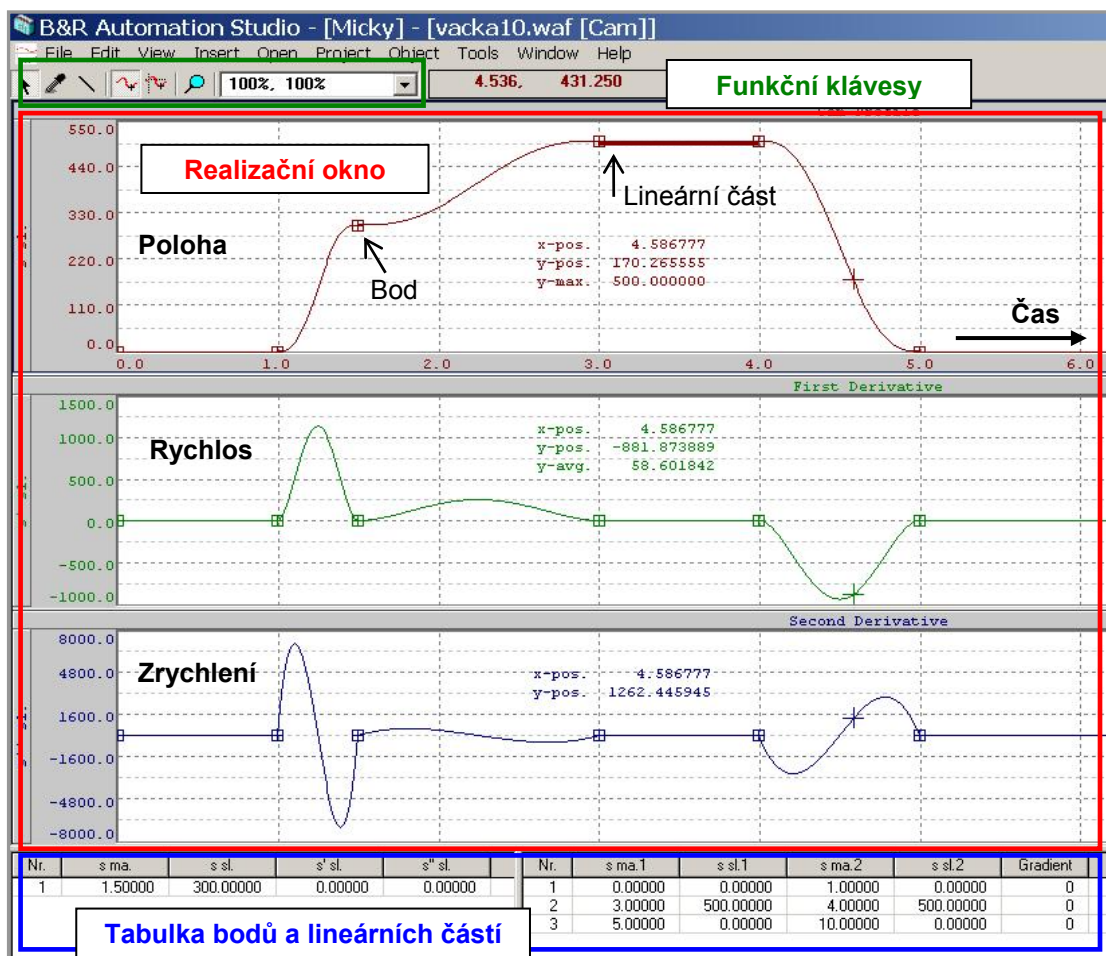 B&R Automation Studio - [Micky] - [vacka10.waf [Cam]]
File Edit View Insert Open Project Object Tools Window Help
100%, 100%
4.536, 431.250
Funkční klávesy
550.0
Realizační okno
440.0
Lineární část
330.0
Poloha
x-pos. 4.586777
220.0
y-pos. 170.265555
Bod
y-max. 500.000000
110.0
Čas
0.0
0.0 1.0 2.0 3.0 4.0 5.0 6.0
First Derivative
1500.0
x-pos. 4.586777
1000.0
Rychlos
y-pos. -881.873889
y-avg. 58.601842
500.0
0.0
-500.0
-1000.0
Second Derivative
8000.0
4800.0
Zrychlení
x-pos. 4.586777
y-pos. 1262.445945
1600.0
-1600.0
-4800.0
-8000.0
Nr. s ma. s sl. s' sl. s'' sl. Nr. s ma.1 s sl.1 s ma.2 s sl.2 Gradient
1 1.50000 300.00000 0.00000 0.00000 1 0.00000 0.00000 1.00000 0.00000 0
2 3.00000 500.00000 4.00000 500.00000 0
3 5.00000 0.00000 10.00000 0.00000 0
Tabulka bodů a lineárních částí